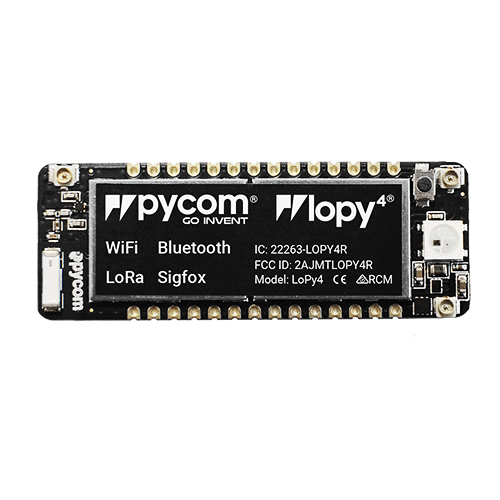 pycom®
GO INVENT
lopy4®
WiFi Bluetooth
LoRa Sigfox
IC: 22263-LOPY4R
FCC ID: 2AJMTLOPY4R
Model: LoPy4 CE RCM
pycom